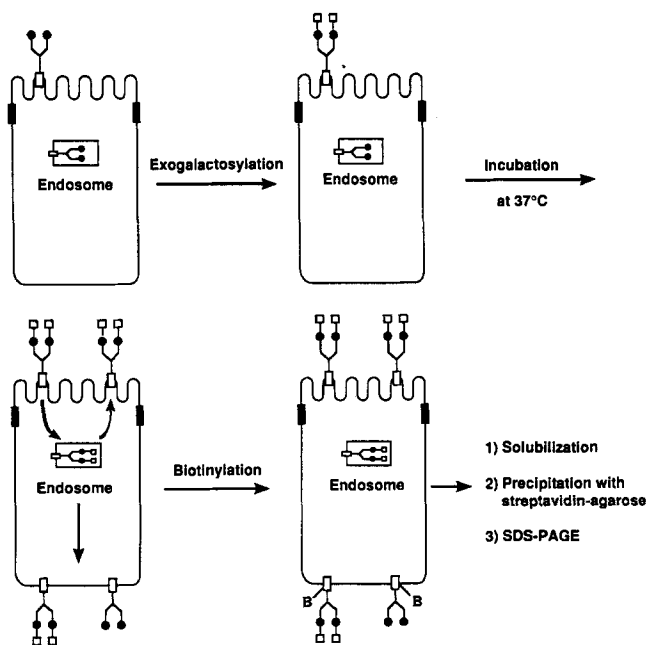 Endosome
Exogalactosylation
Endosome
Incubation
at 37°C
Endosome
Biotinylation
Endosome
B
B
1) Solubilization
2) Precipitation with
streptavidin-agarose
3) SDS-PAGE